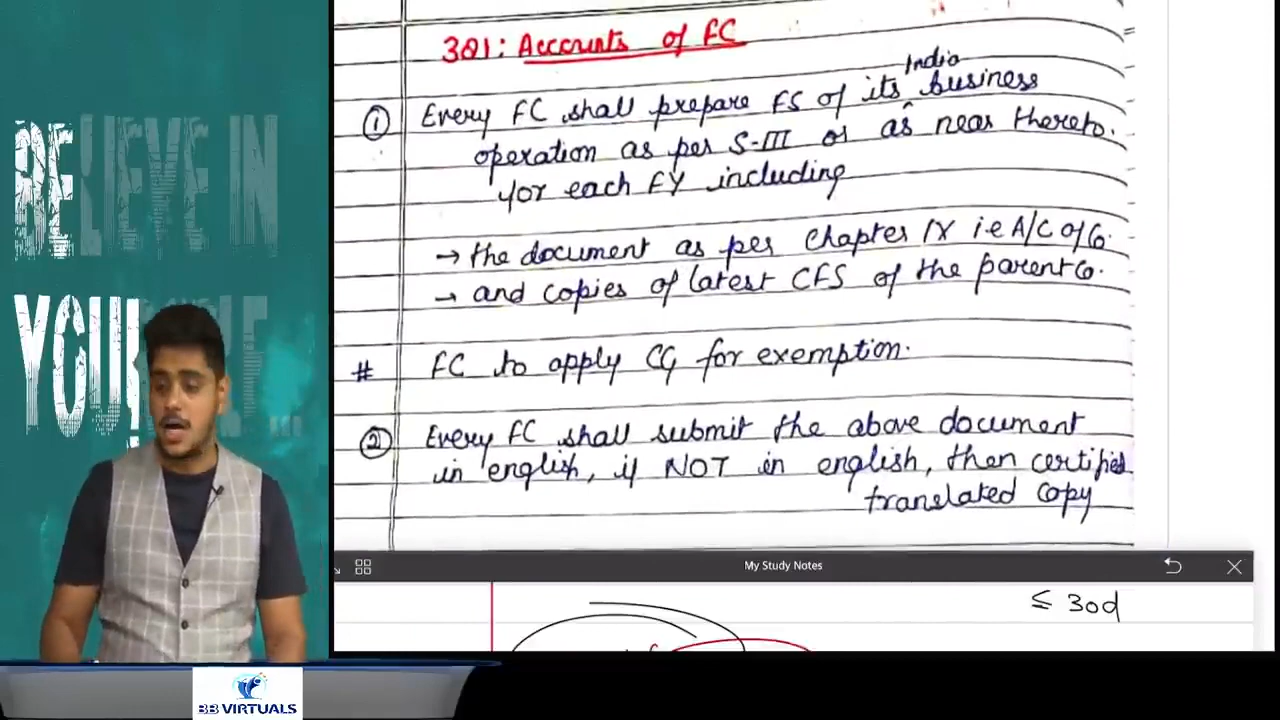 BELIEVE IN
YOURSELF...
381: Accounts of FC
① Every FC shall prepare FS of its India business
operation as per S-III or as near thereto.
for each FY including
→ the document as per Chapter IX i.e A/C of Co.
→ and copies of latest CFS of the parent Co.
# FC to apply CG for exemption.
② Every FC shall submit the above document
in english, if NOT in english, then certified
translated copy
My Study Notes
≤ 30d
BB VIRTUALS